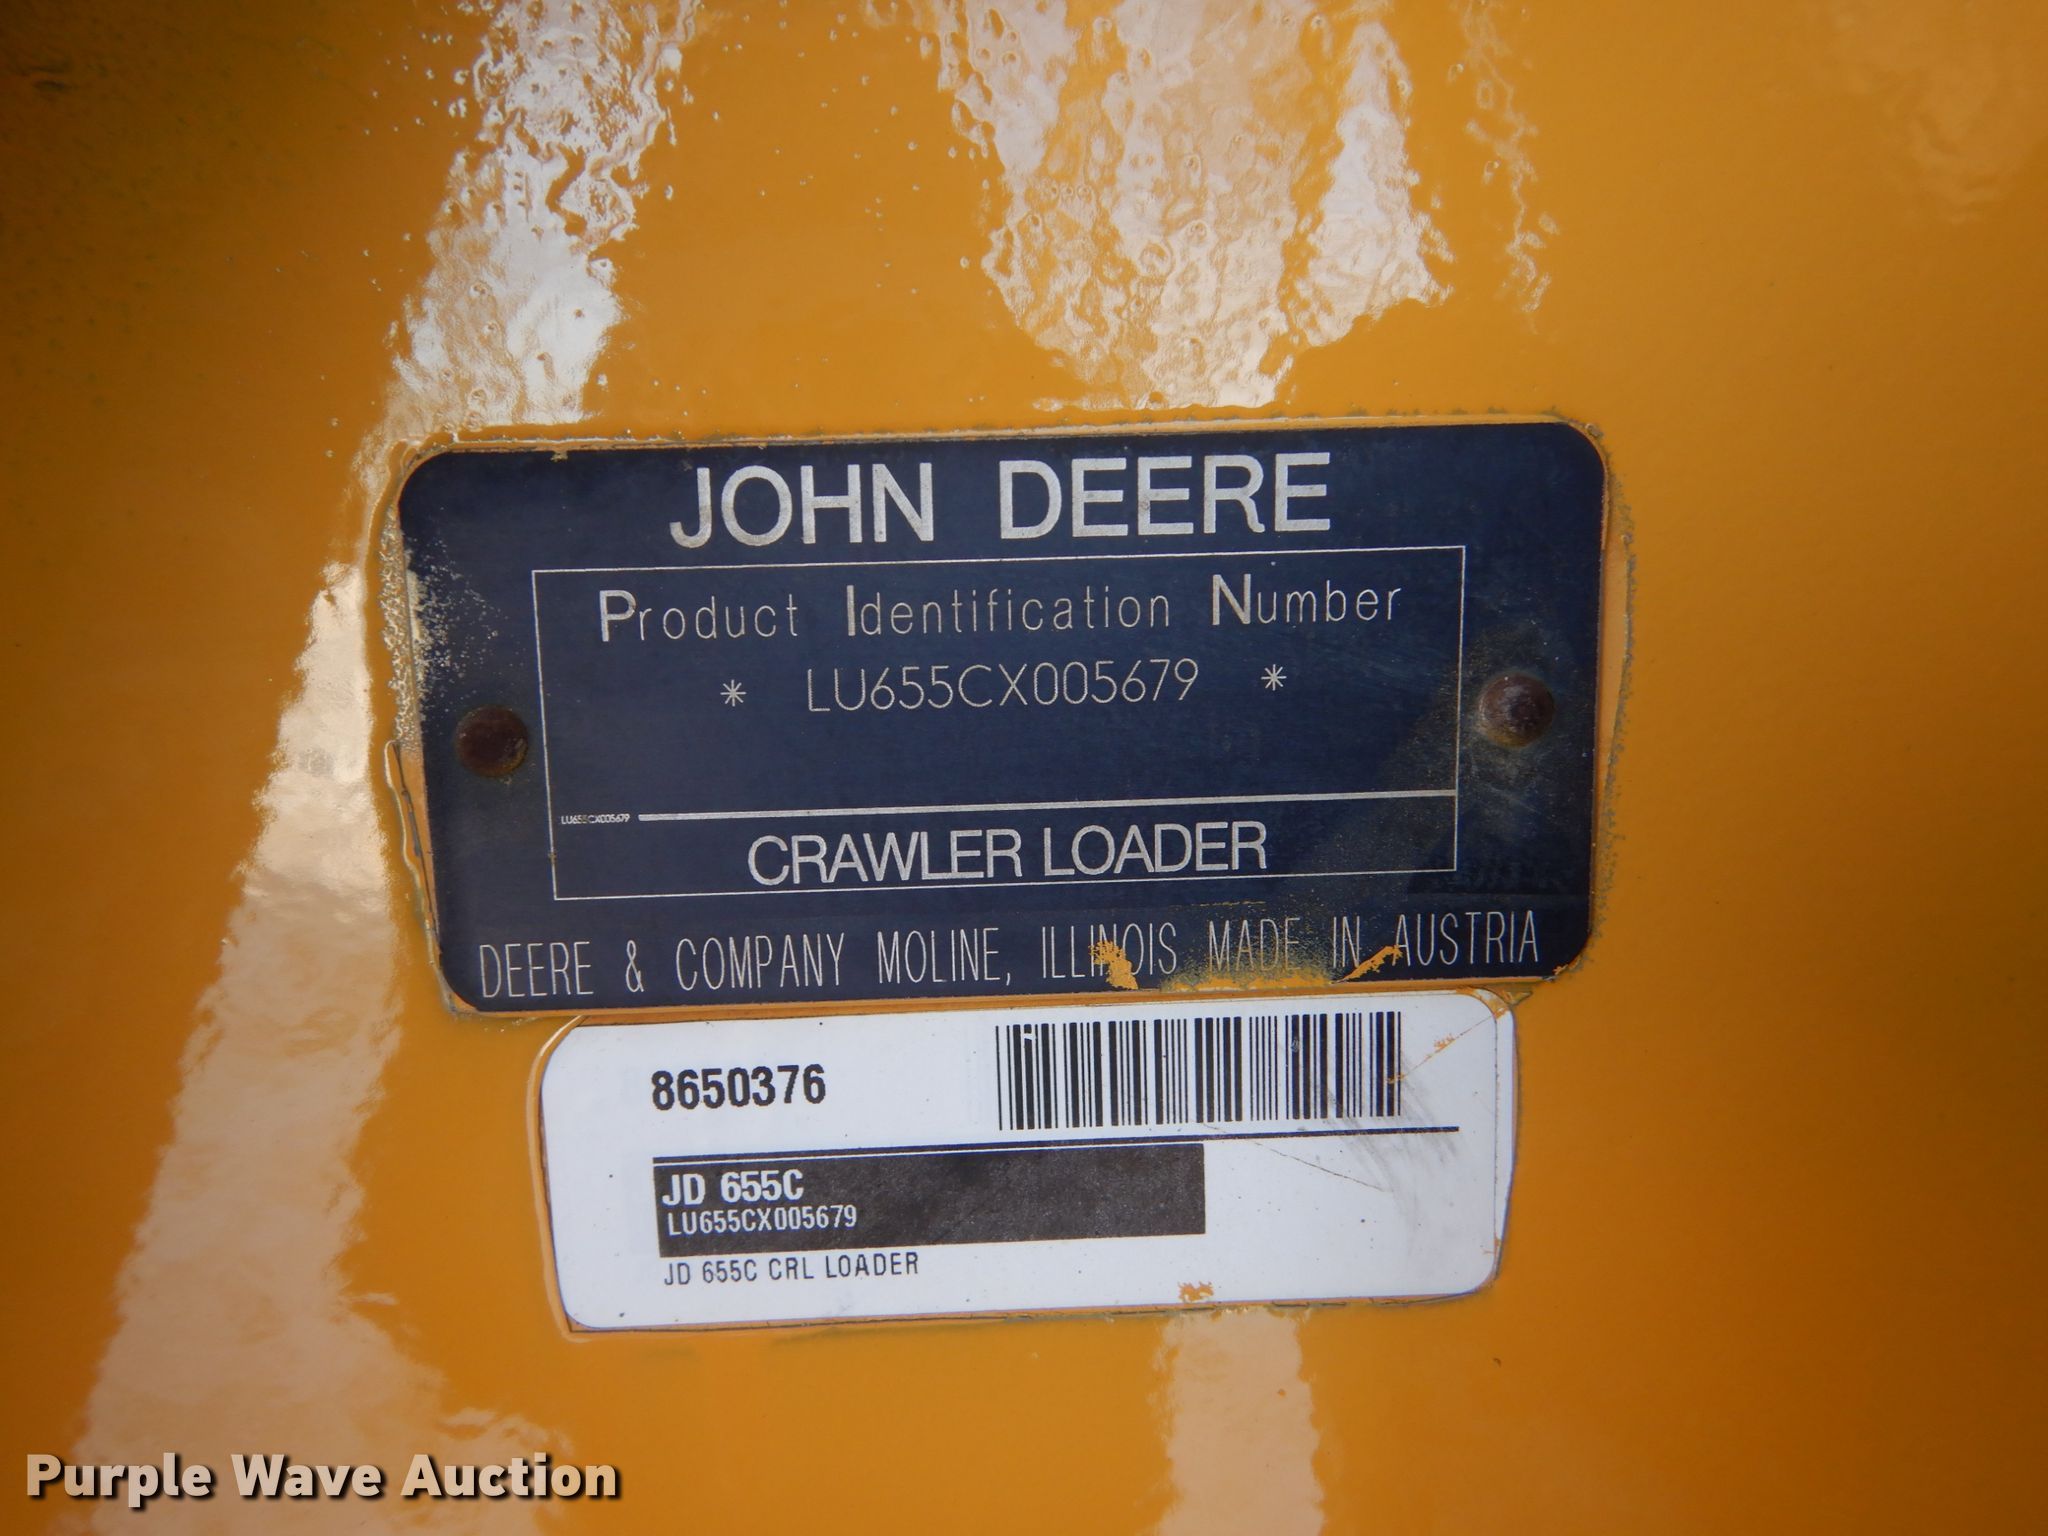 JOHN DEERE
Product Identification Number
* LU655CX005679 *
LU655CX005679
CRAWLER LOADER
DEERE & COMPANY MOLINE, ILLINOIS MADE IN AUSTRIA
8650376
JD 655C
LU655CX005679
JD 655C CRL LOADER
Purple Wave Auction